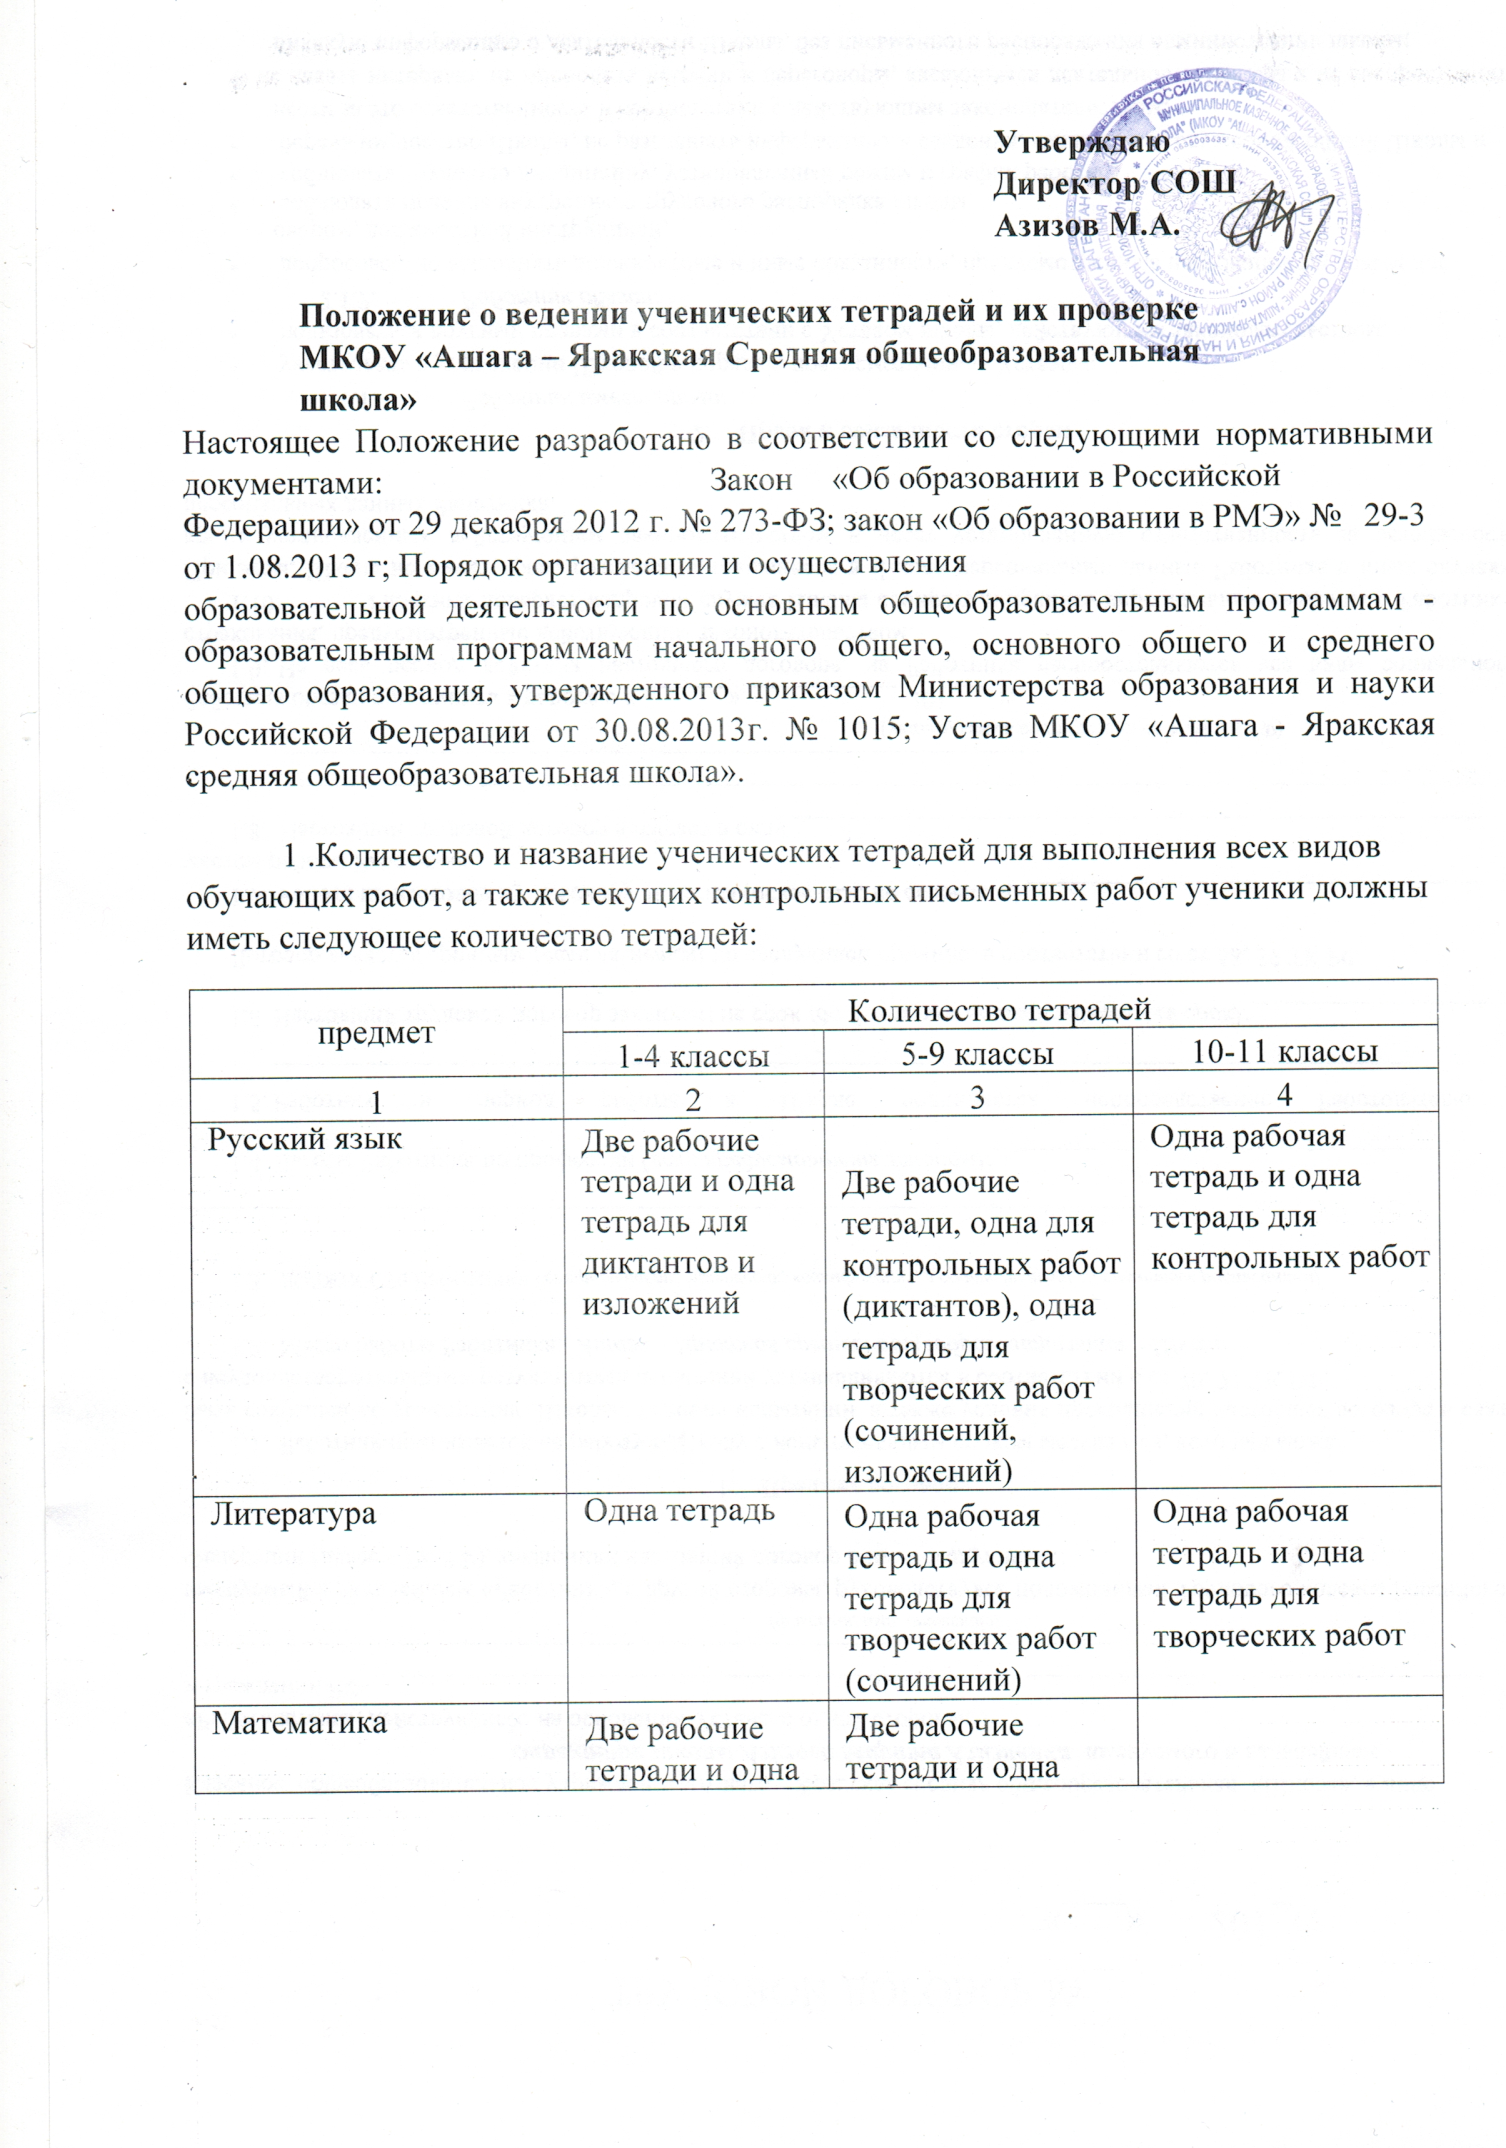 Утверждаю
Директор СОШ
Азизов М.А.
РОССИЙСКАЯ ФЕДЕРАЦИЯ
Положение о ведении ученических тетрадей и их проверке
МКОУ «Ашага – Яракская Средняя общеобразовательная
школа»
Настоящее Положение разработано в соответствии со следующими нормативными
документами: Закон «Об образовании в Российской
Федерации» от 29 декабря 2012 г. № 273-ФЗ; закон «Об образовании в РМЭ» № 29-З
от 1.08.2013 г; Порядок организации и осуществления
образовательной деятельности по основным общеобразовательным программам -
образовательным программам начального общего, основного общего и среднего
общего образования, утвержденного приказом Министерства образования и науки
Российской Федерации от 30.08.2013г. № 1015; Устав МКОУ «Ашага - Яракская
средняя общеобразовательная школа».
1 .Количество и название ученических тетрадей для выполнения всех видов
обучающих работ, а также текущих контрольных письменных работ ученики должны
иметь следующее количество тетрадей:
предмет
Количество тетрадей
1-4 классы
5-9 классы
10-11 классы
1
2
3
4
Русский язык
Две рабочие
тетради и одна
тетрадь для
диктантов и
изложений
Две рабочие
тетради, одна для
контрольных работ
(диктантов), одна
тетрадь для
творческих работ
(сочинений,
изложений)
Одна рабочая
тетрадь и одна
тетрадь для
контрольных работ
Литература
Одна тетрадь
Одна рабочая
тетрадь и одна
тетрадь для
творческих работ
(сочинений)
Одна рабочая
тетрадь и одна
тетрадь для
творческих работ
Математика
Две рабочие
тетради и одна
Две рабочие
тетради и одна